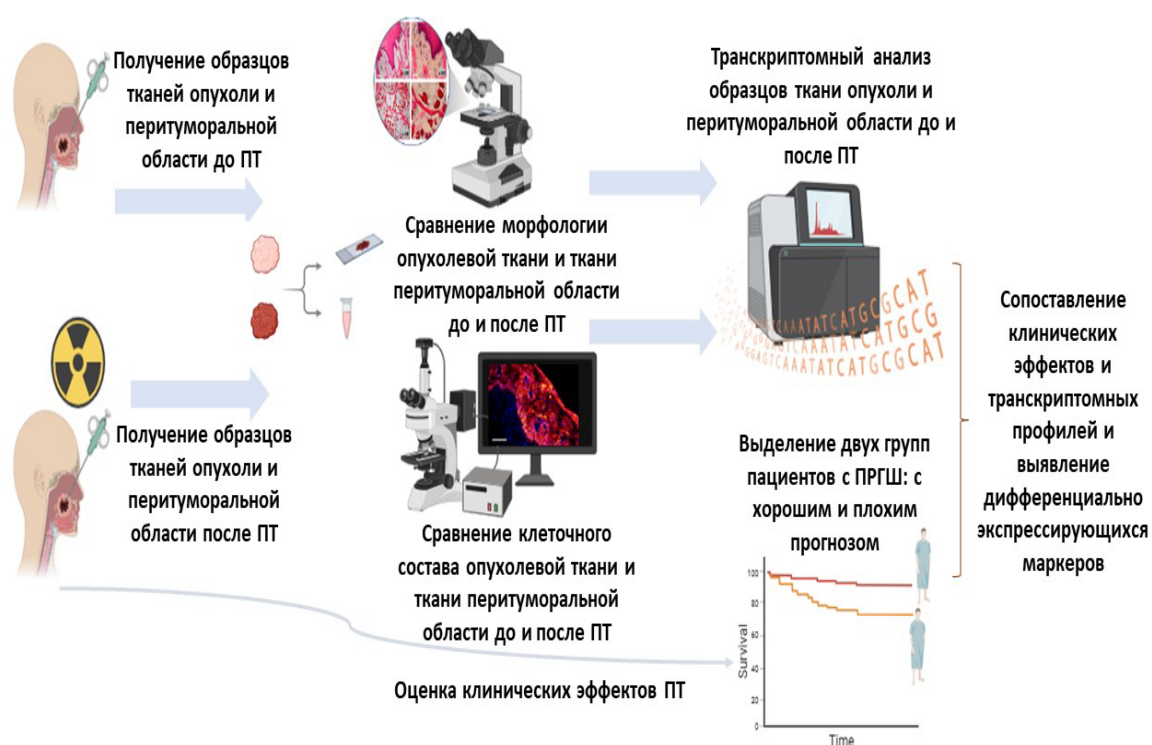 Получение образцов
тканей опухоли и
перитуморальной
области до ПТ
Транскриптомный анализ
образцов ткани опухоли и
перитуморальной области до и
после ПТ
Сравнение морфологии
опухолевой ткани и ткани
перитуморальной области
до и после ПТ
Получение образцов
тканей опухоли и
перитуморальной
области после ПТ
Сравнение клеточного
состава опухолевой ткани и
ткани перитуморальной
области до и после ПТ
Выделение двух групп
пациентов с ПРГШ: с
хорошим и плохим
прогнозом
Сопоставление
клинических
эффектов и
транскриптомных
профилей и
выявление
дифференциально
экспрессирующихся
маркеров
Оценка клинических эффектов ПТ
100
80
60
40
20
0
Survival
Time